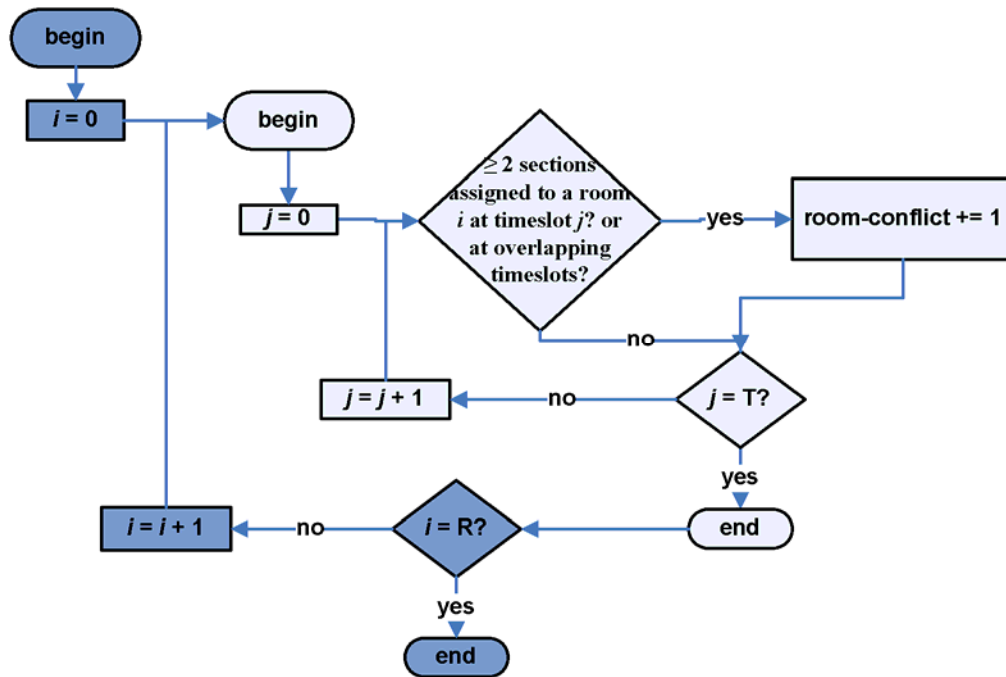 begin
i = 0
begin
j = 0
≥ 2 sections
assigned to a room
i at timeslot j? or
at overlapping
timeslots?
yes
room-conflict += 1
no
j = T?
no
j = j + 1
yes
end
i = R?
no
i = i + 1
yes
end